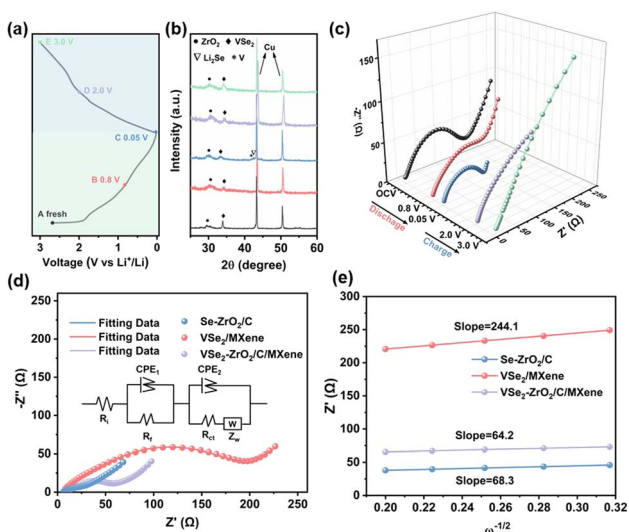 (a)
E 3.0 V
D 2.0 V
C 0.05 V
B 0.8 V
A fresh
3 2 1 0
Voltage (V vs Li⁺/Li)
(b)
ZrO₂ VSe₂
Li₂Se V
Cu
Intensity (a.u.)
30 40 50 60
2θ (degree)
(c)
150
100
50
0
-Z'' (Ω)
OCV
0.8 V
0.05 V
2.0 V
3.0 V
Dischage
Charge
0
50
100
150
200
250
Z' (Ω)
(d)
200
150
100
50
0
-Z'' (Ω)
Fitting Data Se-ZrO₂/C
Fitting Data VSe₂/MXene
Fitting Data VSe₂-ZrO₂/C/MXene
CPE₁ CPE₂
Rᵢ
R_f
R_ct
W
Z_w
0 50 100 150 200 250
Z' (Ω)
(e)
300
250
200
150
100
50
0
Z' (Ω)
Slope=244.1
Se-ZrO₂/C
VSe₂/MXene
VSe₂-ZrO₂/C/MXene
Slope=64.2
Slope=68.3
0.20 0.22 0.24 0.26 0.28 0.30 0.32